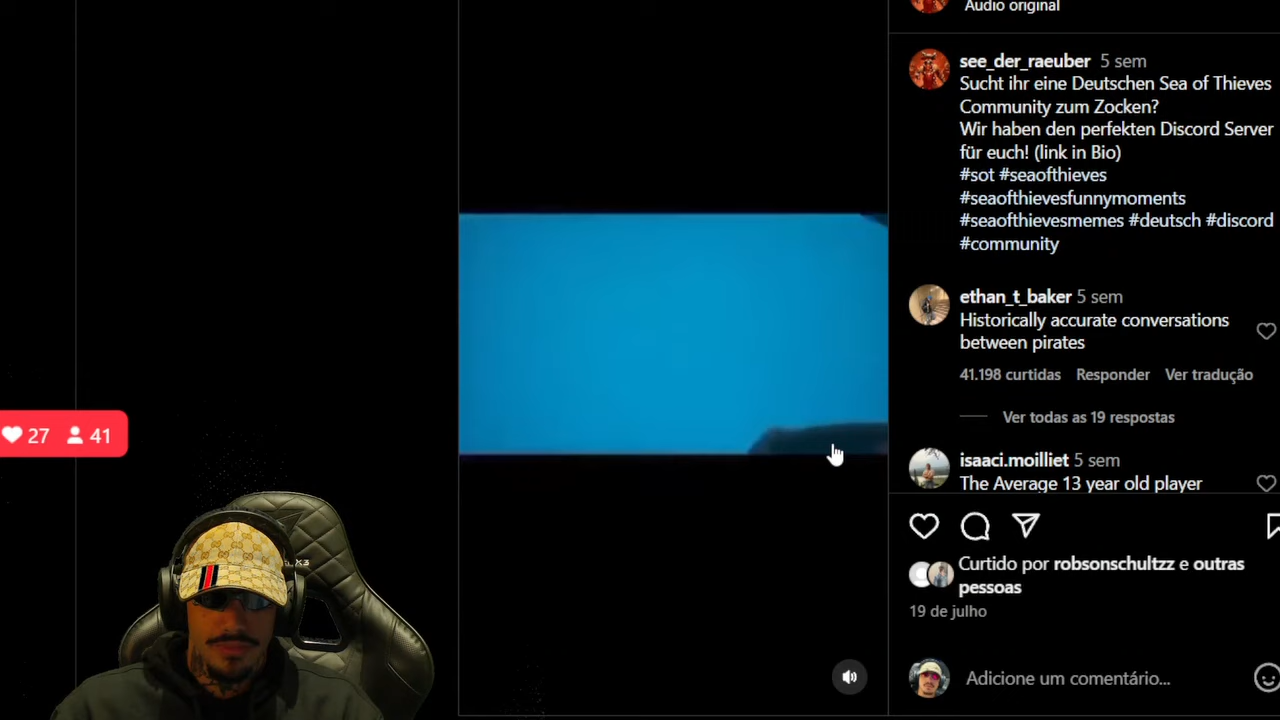 Áudio original
see_der_raeuber 5 sem
Sucht ihr eine Deutschen Sea of Thieves
Community zum Zocken?
Wir haben den perfekten Discord Server
für euch! (link in Bio)
#sot #seaofthieves
#seaofthievesfunnymoments
#seaofthievesmemes #deutsch #discord
#community
ethan_t_baker 5 sem
Historically accurate conversations
between pirates
41.198 curtidas Responder Ver tradução
Ver todas as 19 respostas
isaaci.moilliet 5 sem
The Average 13 year old player
27 41
X3
Curtido por robsonschultzz e outras
pessoas
19 de julho
Adicione um comentário...